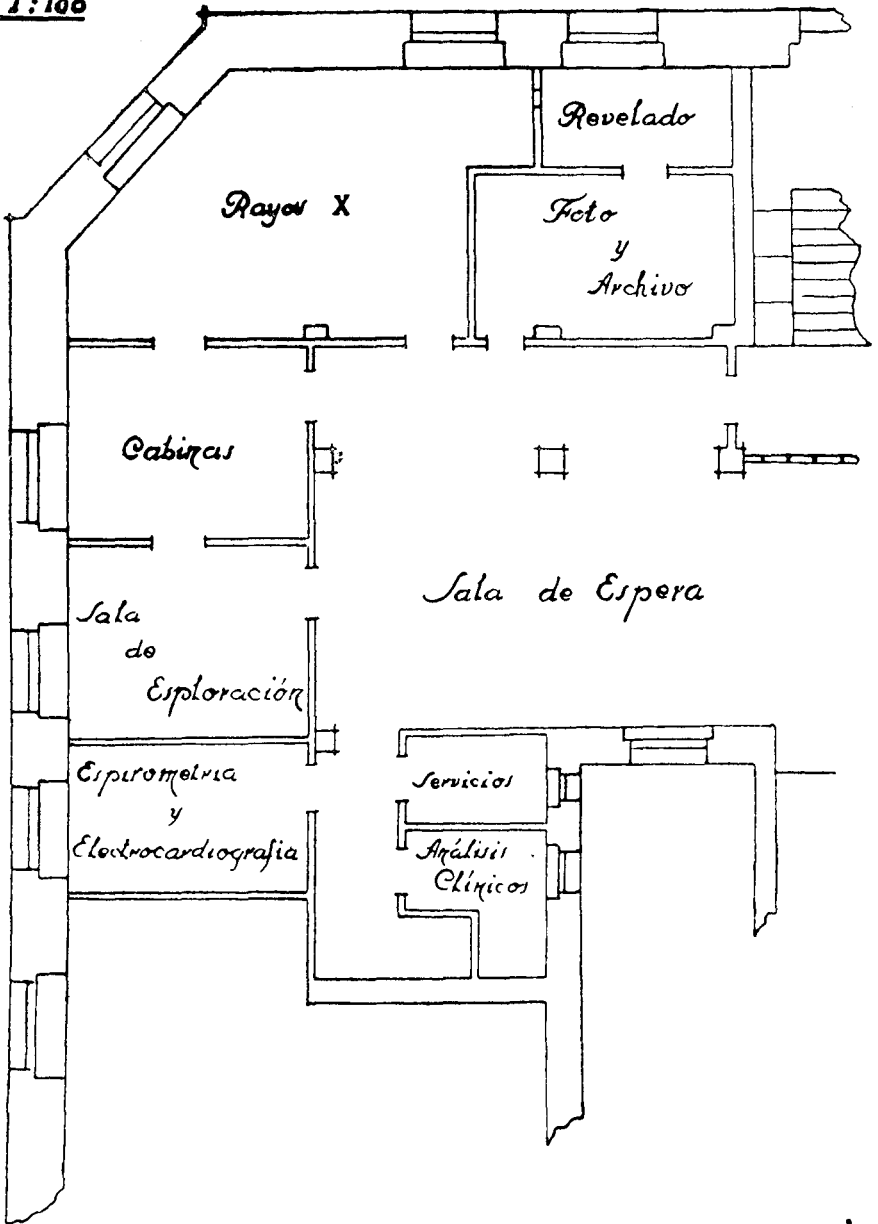 1:100
Revelado
Rayos X
Foto
y
Archivo
Cabinas
Sala de Espera
Sala
de
Esploración
Espirometria
y
Electrocardiografia
Servicios
Análisis
Clínicos